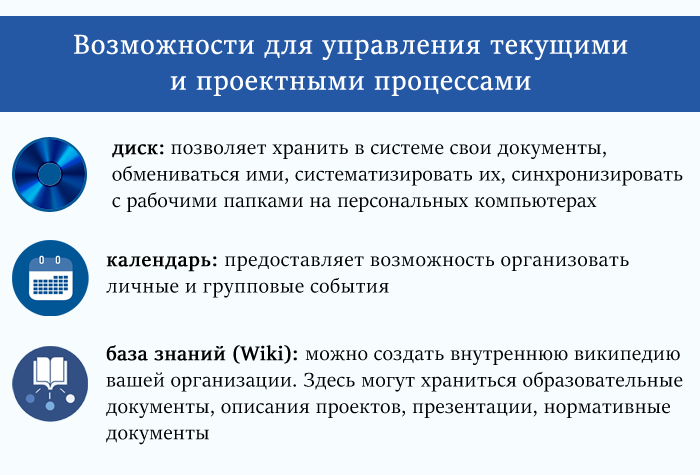 Возможности для управления текущими
и проектными процессами
диск: позволяет хранить в системе свои документы,
обмениваться ими, систематизировать их, синхронизировать
с рабочими папками на персональных компьютерах
календарь: предоставляет возможность организовать
личные и групповые события
база знаний (Wiki): можно создать внутреннюю википедию
вашей организации. Здесь могут храниться образовательные
документы, описания проектов, презентации, нормативные
документы